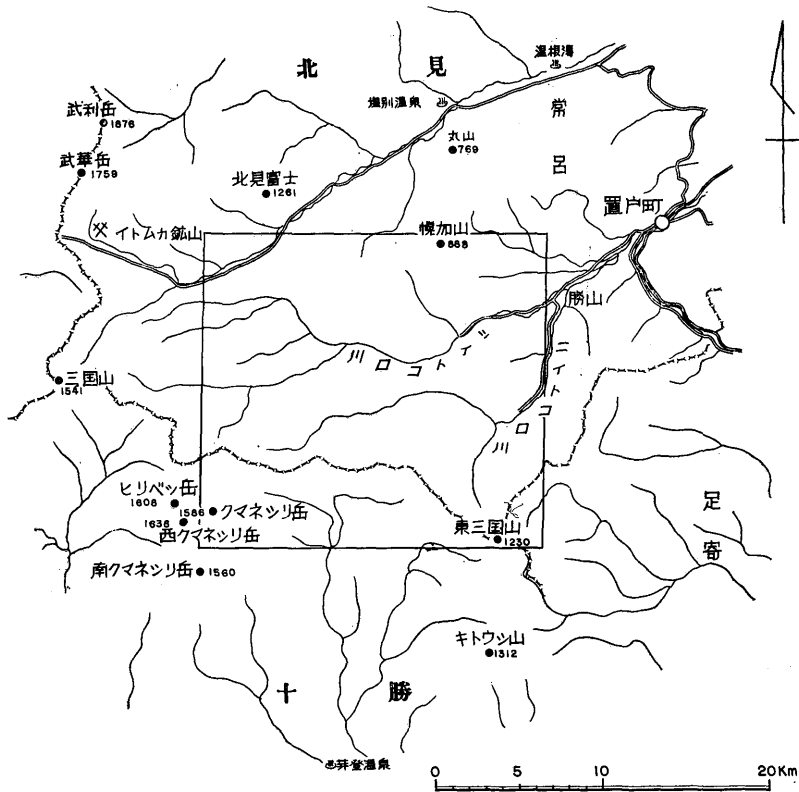 北見
温根湯
塩別温泉
常呂
武利岳
1876
丸山
769
武華岳
1759
北見富士
1261
置戸町
イトムカ鉱山
幌加山
868
勝山
イトコロ川
ニイトコロ川
三国山
1541
ヒリベツ岳
1608
1586
クマネシリ岳
1636
西クマネシリ岳
足寄
東三国山
1230
南クマネシリ岳
1560
キトウシ山
1312
十勝
芽登温泉
0 5 10 20Km